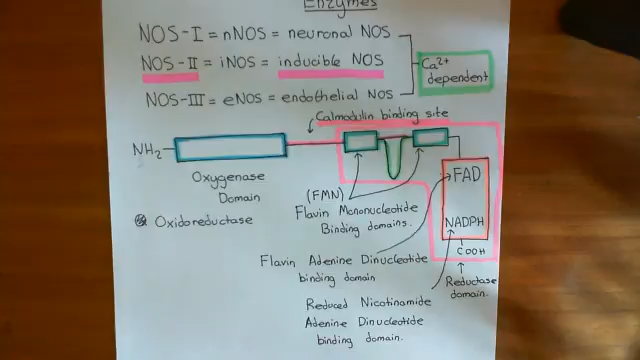 Enzymes
NOS-I = nNOS = neuronal NOS
NOS-II = iNOS = inducible NOS
NOS-III = eNOS = endothelial NOS
Ca2+
dependent
Calmodulin binding site
NH2
Oxygenase
Domain
Oxidoreductase
(FMN)
Flavin Mononucleotide
Binding domains.
FAD
NADPH
COOH
Reductase
domain.
Flavin Adenine Dinucleotide
binding domain
Reduced Nicotinamide
Adenine Dinucleotide
binding domain.